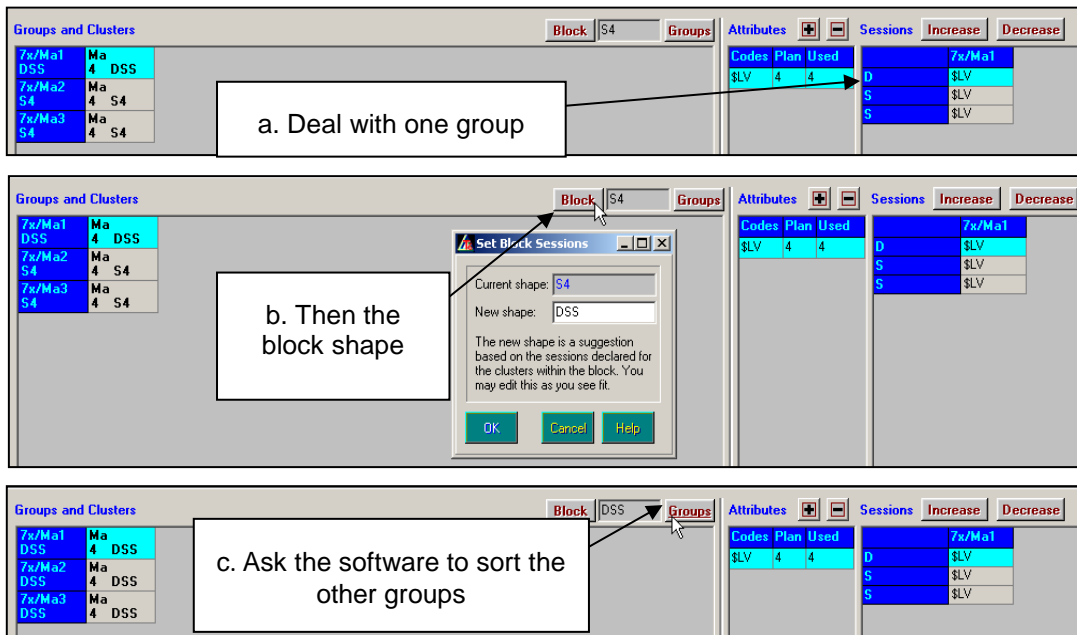 Groups and Clusters Block S4 Groups Attributes Sessions Increase Decrease
7x/Ma1 Ma
DSS 4 DSS
7x/Ma2 Ma
S4 4 S4
7x/Ma3 Ma
S4 4 S4
a. Deal with one group
Codes Plan Used
$LV 4 4
7x/Ma1
D $LV
S $LV
S $LV
Groups and Clusters Block S4 Groups Attributes Sessions Increase Decrease
7x/Ma1 Ma
DSS 4 DSS
7x/Ma2 Ma
S4 4 S4
7x/Ma3 Ma
S4 4 S4
b. Then the
block shape
Set Block Sessions
Current shape: S4
New shape: DSS
The new shape is a suggestion
based on the sessions declared for
the clusters within the block. You
may edit this as you see fit.
OK Cancel Help
Codes Plan Used
$LV 4 4
7x/Ma1
D $LV
S $LV
S $LV
Groups and Clusters Block DSS Groups Attributes Sessions Increase Decrease
7x/Ma1 Ma
DSS 4 DSS
7x/Ma2 Ma
DSS 4 DSS
7x/Ma3 Ma
DSS 4 DSS
c. Ask the software to sort the
other groups
Codes Plan Used
$LV 4 4
7x/Ma1
D $LV
S $LV
S $LV